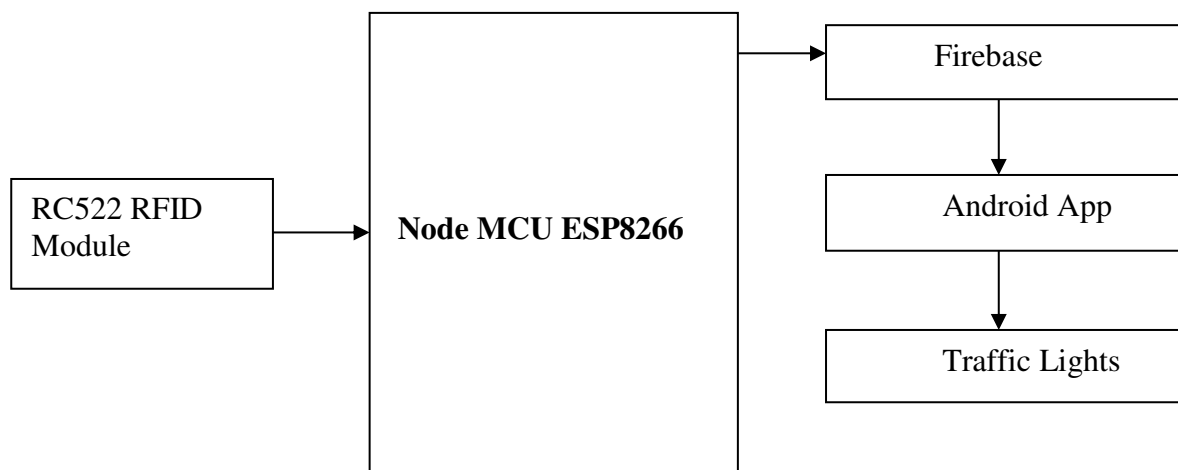 RC522 RFID
Module
Node MCU ESP8266
Firebase
Android App
Traffic Lights